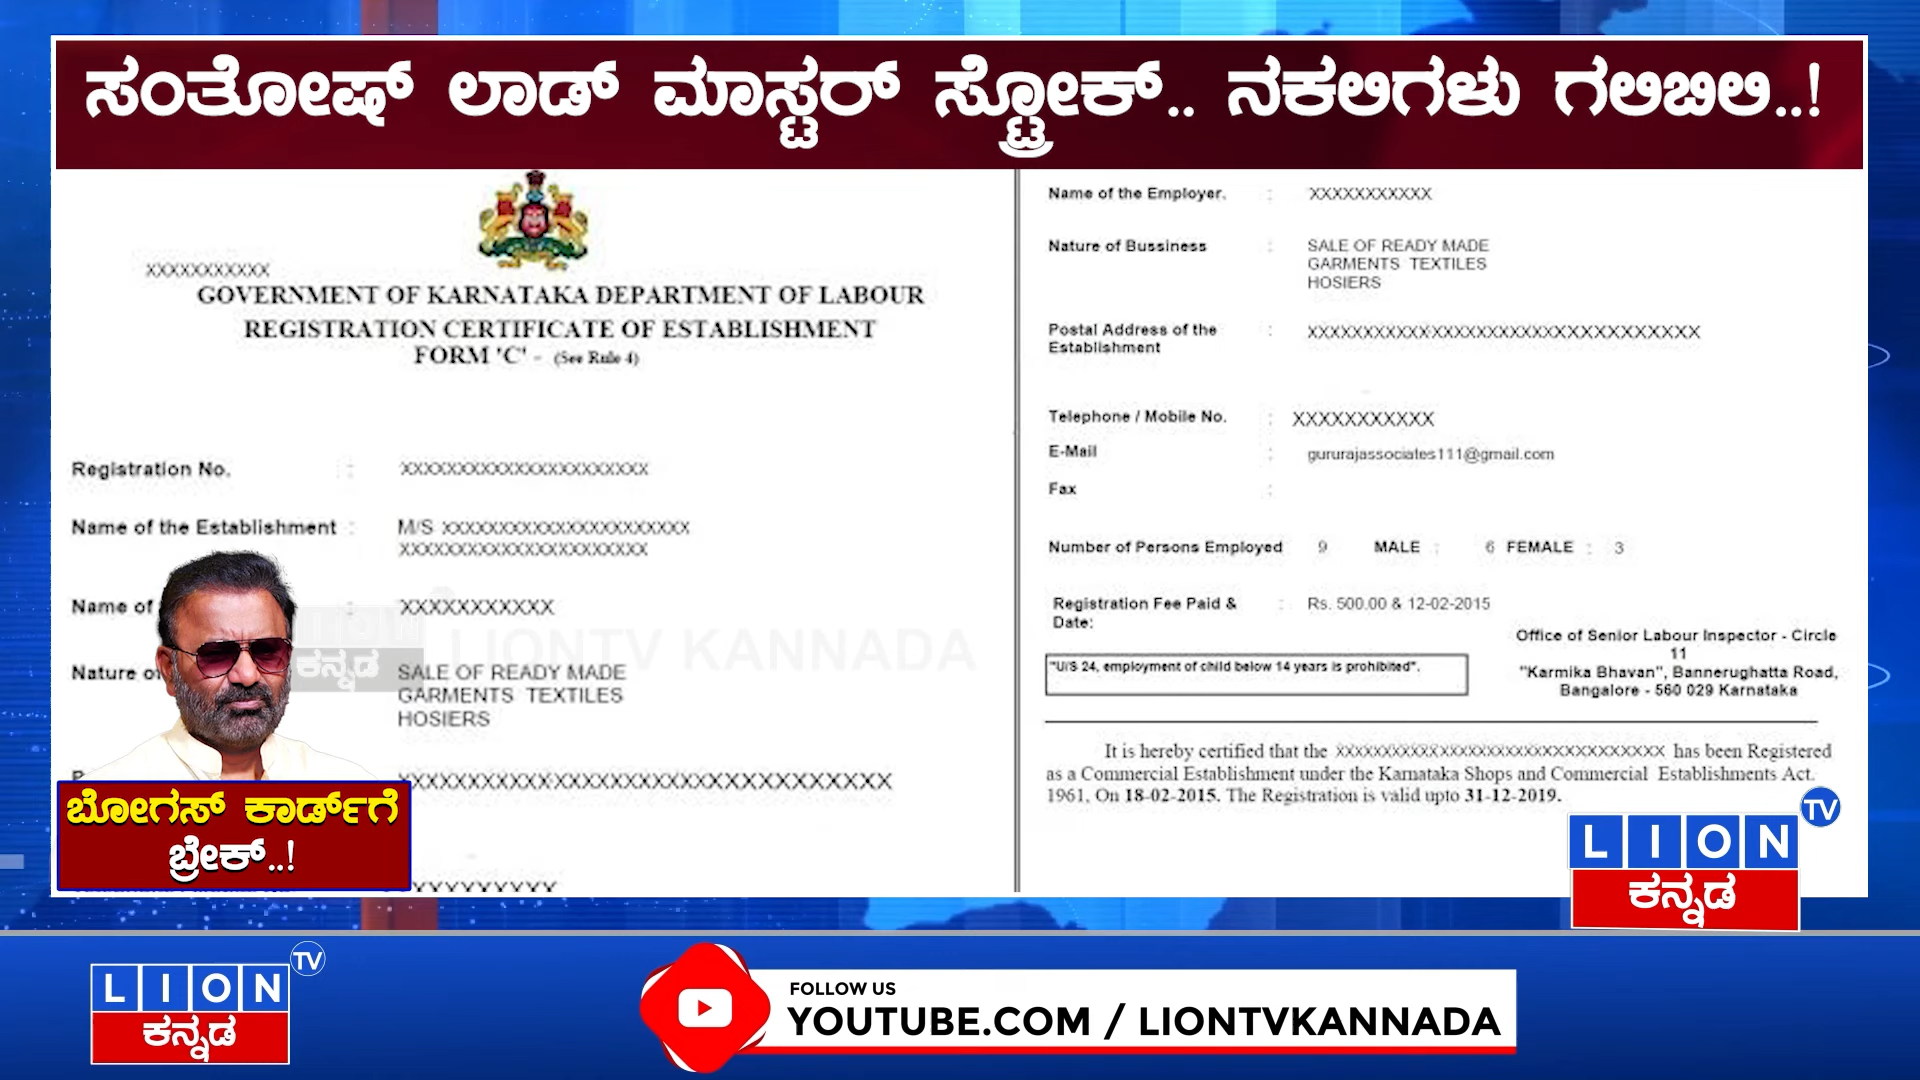 ಸಂತೋಷ್ ಲಾಡ್ ಮಾಸ್ಟರ್ ಸ್ಟ್ರೋಕ್.. ನಕಲಿಗಳು ಗಲಿಬಿಲಿ..!
XXXXXXXXXXX
GOVERNMENT OF KARNATAKA DEPARTMENT OF LABOUR
REGISTRATION CERTIFICATE OF ESTABLISHMENT
FORM 'C' - (See Rule 4)
Registration No. : XXXXXXXXXXXXXXXXXXXXXX
Name of the Establishment : M/S XXXXXXXXXXXXXXXXXXXXXX
XXXXXXXXXXXXXXXXXXXXXX
Name of : XXXXXXXXXXX
Nature of SALE OF READY MADE
GARMENTS TEXTILES
HOSIERS
XXXXXXXXXXXXXXXXXXXXXXXXXXXXXXXXXXX
XXXXXXXXXX
LIONTV KANNADA
ಕನ್ನಡ
ಬೋಗಸ್ ಕಾರ್ಡ್‌ಗೆ
ಬ್ರೇಕ್..!
Name of the Employer. : XXXXXXXXXXX
Nature of Bussiness : SALE OF READY MADE
GARMENTS TEXTILES
HOSIERS
Postal Address of the : XXXXXXXXXXXXXXXXXXXXXXXXXXXXXXXXXXX
Establishment
Telephone / Mobile No. : XXXXXXXXXXX
E-Mail : gururajassociates111@gmail.com
Fax :
Number of Persons Employed 9 MALE : 6 FEMALE : 3
Registration Fee Paid & : Rs. 500.00 & 12-02-2015
Date:
Office of Senior Labour Inspector - Circle
11
"Karmika Bhavan", Bannerughatta Road,
Bangalore - 560 029 Karnataka
"U/S 24, employment of child below 14 years is prohibited".
It is hereby certified that the XXXXXXXXXXXXXXXXXXXXXXXXXXXXXXXXXXX has been Registered
as a Commercial Establishment under the Karnataka Shops and Commercial Establishments Act.
1961, On 18-02-2015. The Registration is valid upto 31-12-2019.
LION TV
ಕನ್ನಡ
LION TV
ಕನ್ನಡ
FOLLOW US
YOUTUBE.COM / LIONTVKANNADA